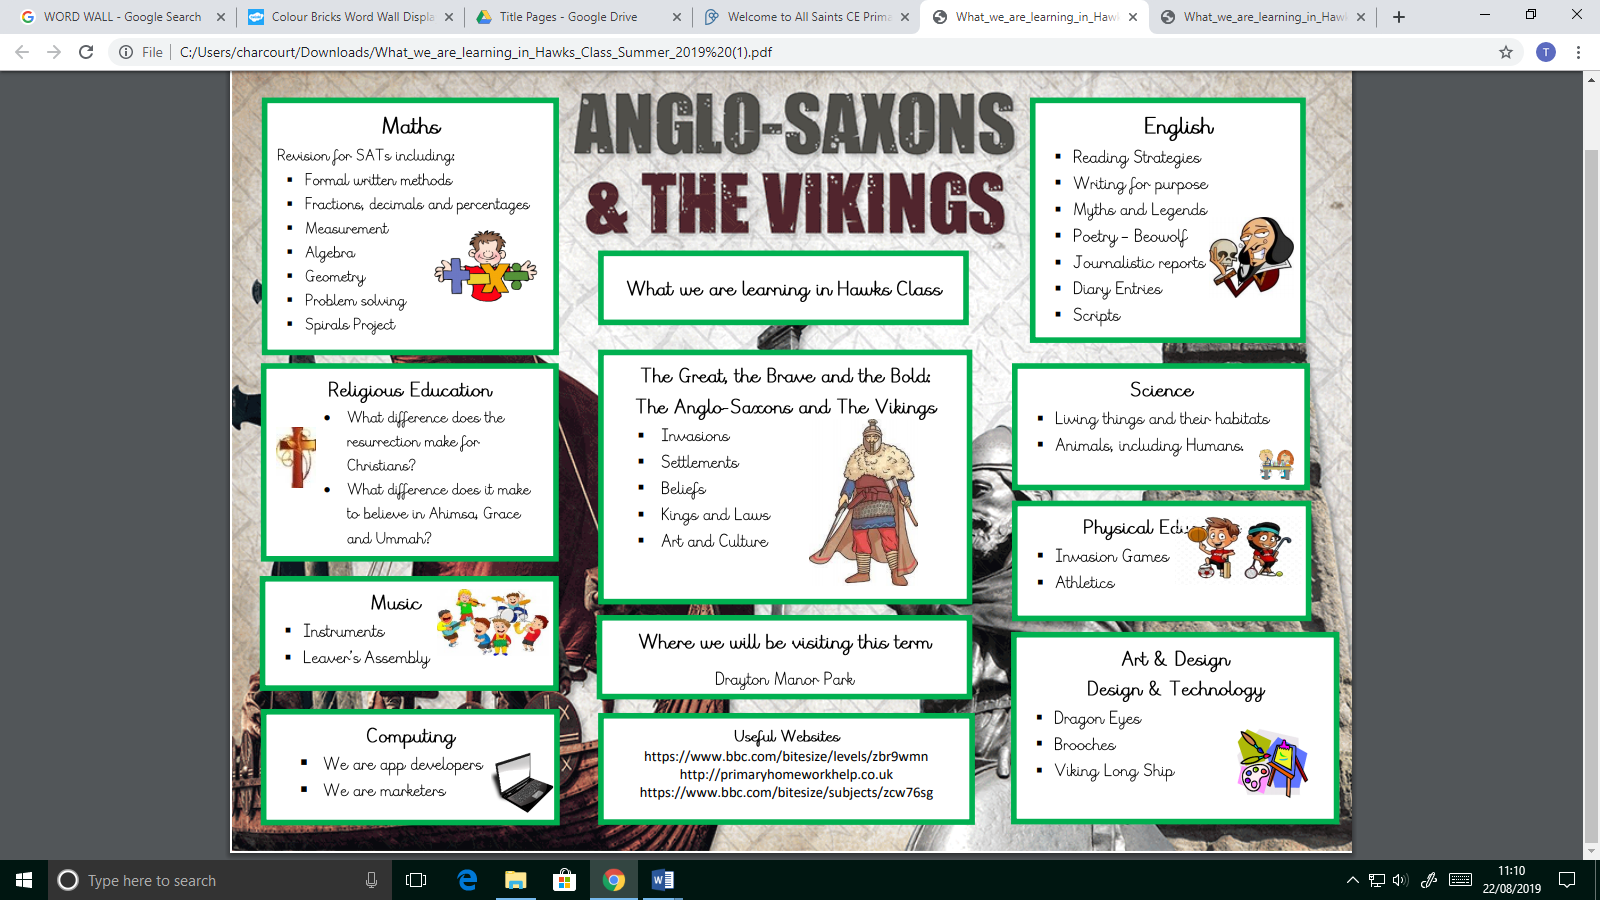 WORD WALL - Google Search
Colour Bricks Word Wall Displa
Title Pages - Google Drive
Welcome to All Saints CE Prima
What_we_are_learning_in_Hawk
What_we_are_learning_in_Hawk
File | C:/Users/charcourt/Downloads/What_we_are_learning_in_Hawks_Class_Summer_2019%20(1).pdf
T
ANGLO-SAXONS
& THE VIKINGS
What we are learning in Hawks Class
Maths
Revision for SATs including:
Formal written methods
Fractions, decimals and percentages
Measurement
Algebra
Geometry
Problem solving
Spirals Project
Religious Education
What difference does the
resurrection make for
Christians?
What difference does it make
to believe in Ahimsa, Grace
and Ummah?
Music
Instruments
Leaver's Assembly
Computing
We are app developers
We are marketers
The Great, the Brave and the Bold:
The Anglo-Saxons and The Vikings
Invasions
Settlements
Beliefs
Kings and Laws
Art and Culture
Where we will be visiting this term
Drayton Manor Park
Useful Websites
https://www.bbc.com/bitesize/levels/zbr9wmn
http://primaryhomeworkhelp.co.uk
https://www.bbc.com/bitesize/subjects/zcw76sg
English
Reading Strategies
Writing for purpose
Myths and Legends
Poetry – Beowolf
Journalistic reports
Diary Entries
Scripts
Science
Living things and their habitats
Animals, including Humans.
Physical Edu
Invasion Games
Athletics
Art & Design
Design & Technology
Dragon Eyes
Brooches
Viking Long Ship
Type here to search
11:10
22/08/2019